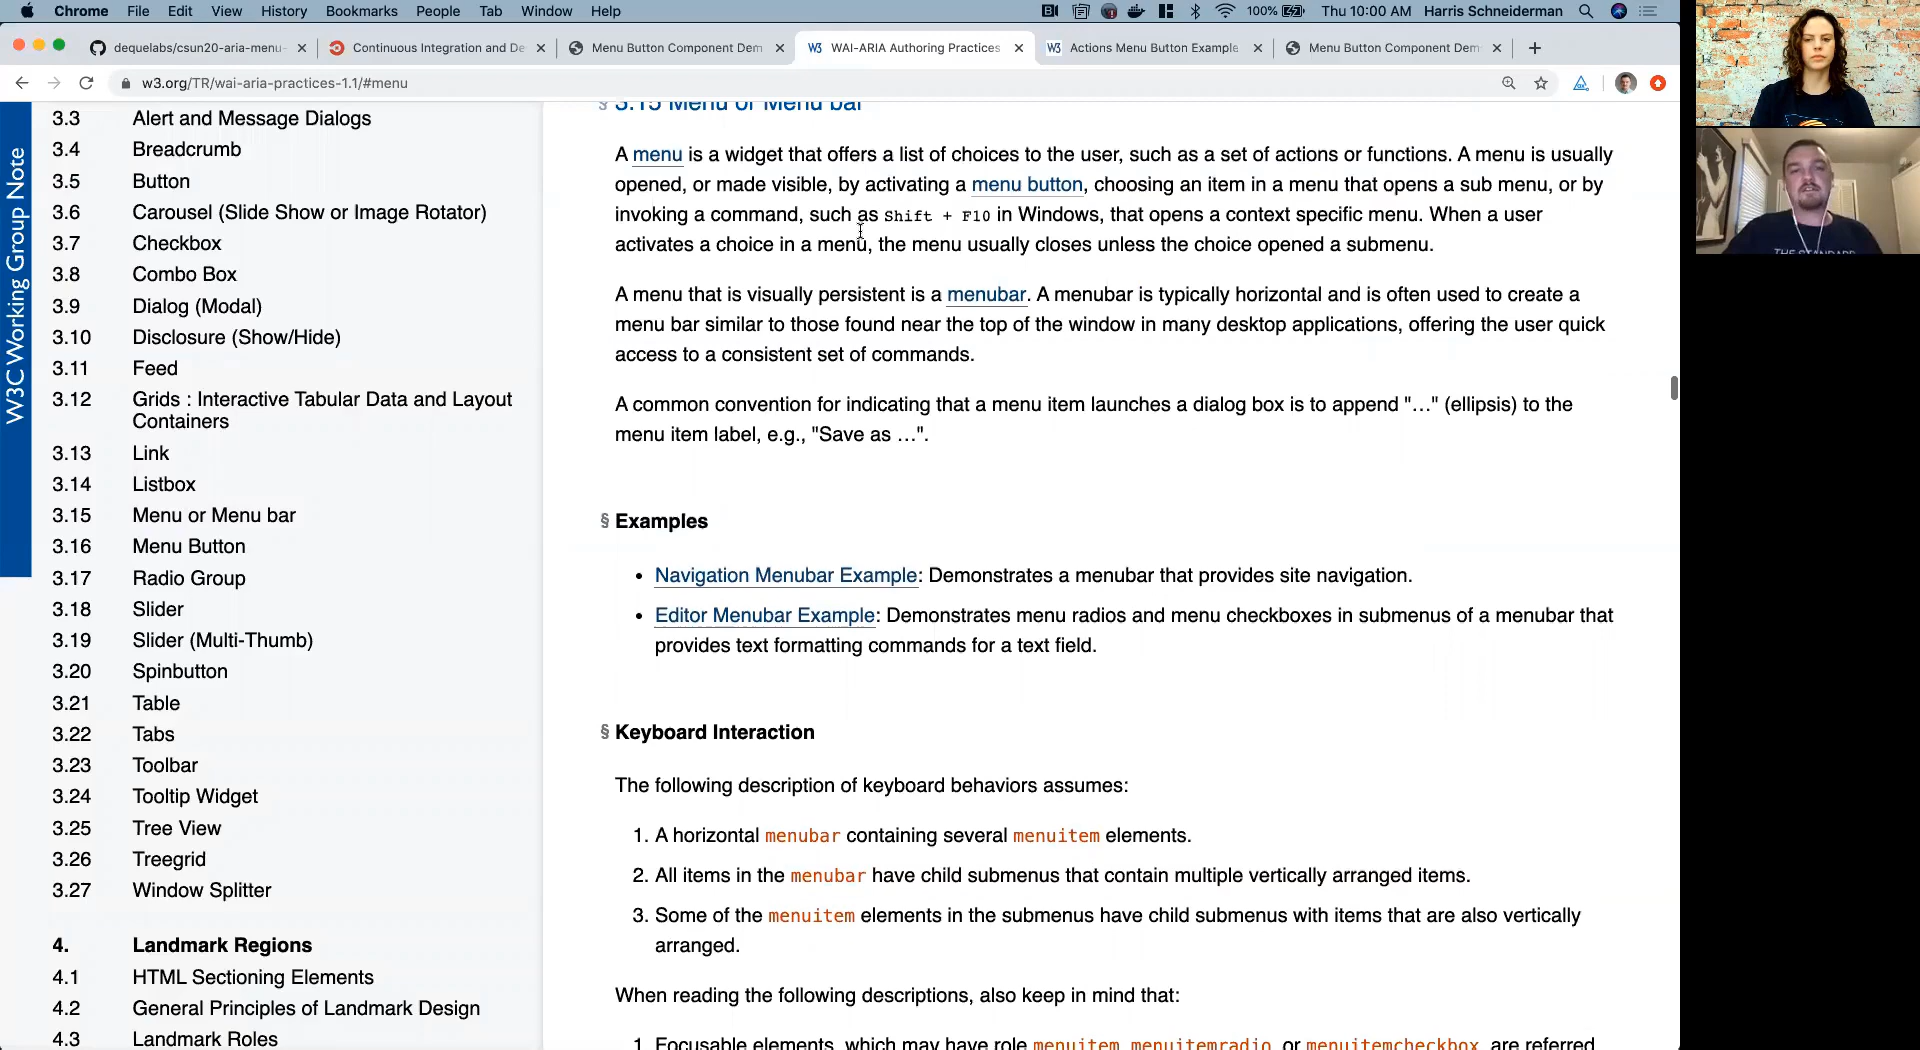 Chrome File Edit View History Bookmarks People Tab Window Help 100% Thu 10:00 AM Harris Schneiderman
dequelabs/csun20-aria-menu- Continuous Integration and De Menu Button Component Dem WAI-ARIA Authoring Practices Actions Menu Button Example Menu Button Component Dem
w3.org/TR/wai-aria-practices-1.1/#menu
W3C Working Group Note
3.3 Alert and Message Dialogs
3.4 Breadcrumb
3.5 Button
3.6 Carousel (Slide Show or Image Rotator)
3.7 Checkbox
3.8 Combo Box
3.9 Dialog (Modal)
3.10 Disclosure (Show/Hide)
3.11 Feed
3.12 Grids : Interactive Tabular Data and Layout
Containers
3.13 Link
3.14 Listbox
3.15 Menu or Menu bar
3.16 Menu Button
3.17 Radio Group
3.18 Slider
3.19 Slider (Multi-Thumb)
3.20 Spinbutton
3.21 Table
3.22 Tabs
3.23 Toolbar
3.24 Tooltip Widget
3.25 Tree View
3.26 Treegrid
3.27 Window Splitter
4. Landmark Regions
4.1 HTML Sectioning Elements
4.2 General Principles of Landmark Design
4.3 Landmark Roles
§ 3.15 Menu or Menu bar
A menu is a widget that offers a list of choices to the user, such as a set of actions or functions. A menu is usually
opened, or made visible, by activating a menu button, choosing an item in a menu that opens a sub menu, or by
invoking a command, such as Shift + F10 in Windows, that opens a context specific menu. When a user
activates a choice in a menu, the menu usually closes unless the choice opened a submenu.
A menu that is visually persistent is a menubar. A menubar is typically horizontal and is often used to create a
menu bar similar to those found near the top of the window in many desktop applications, offering the user quick
access to a consistent set of commands.
A common convention for indicating that a menu item launches a dialog box is to append "…" (ellipsis) to the
menu item label, e.g., "Save as …".
§ Examples
• Navigation Menubar Example: Demonstrates a menubar that provides site navigation.
• Editor Menubar Example: Demonstrates menu radios and menu checkboxes in submenus of a menubar that
provides text formatting commands for a text field.
§ Keyboard Interaction
The following description of keyboard behaviors assumes:
1. A horizontal menubar containing several menuitem elements.
2. All items in the menubar have child submenus that contain multiple vertically arranged items.
3. Some of the menuitem elements in the submenus have child submenus with items that are also vertically
arranged.
When reading the following descriptions, also keep in mind that:
1. Focusable elements, which may have role menuitem, menuitemradio, or menuitemcheckbox, are referred
THE STANDARD